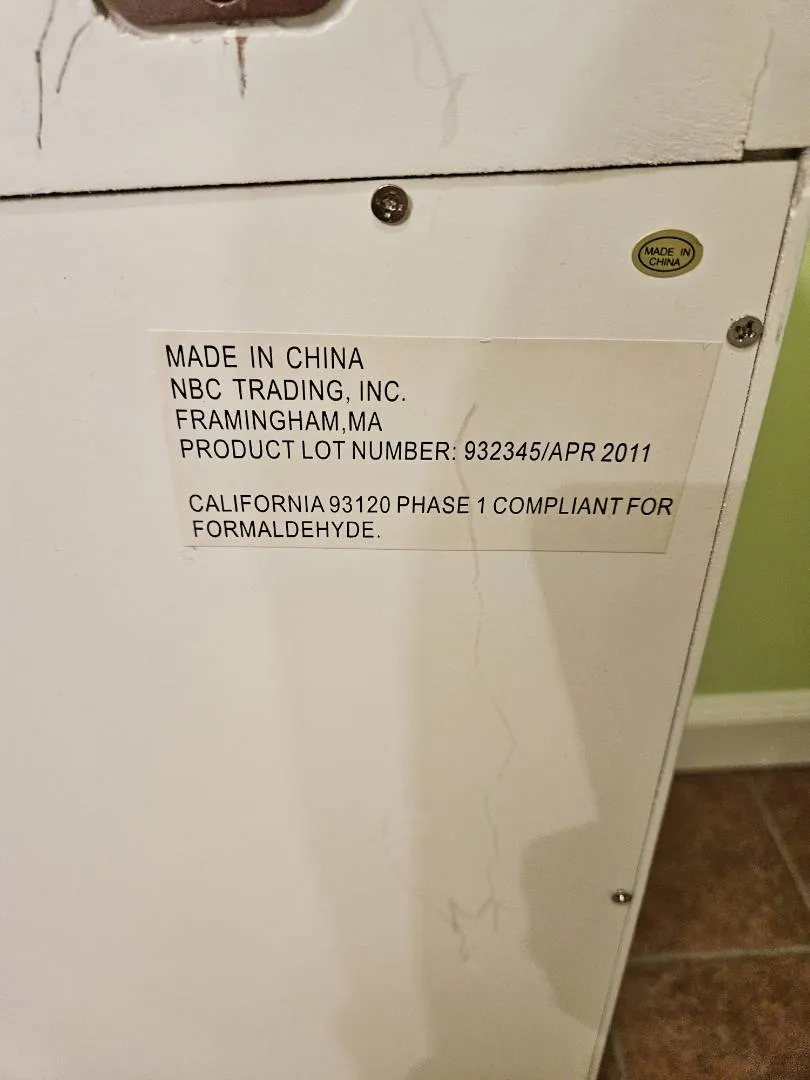 MADE IN
CHINA
MADE IN CHINA
NBC TRADING, INC.
FRAMINGHAM,MA
PRODUCT LOT NUMBER: 932345/APR 2011
CALIFORNIA 93120 PHASE 1 COMPLIANT FOR
FORMALDEHYDE.